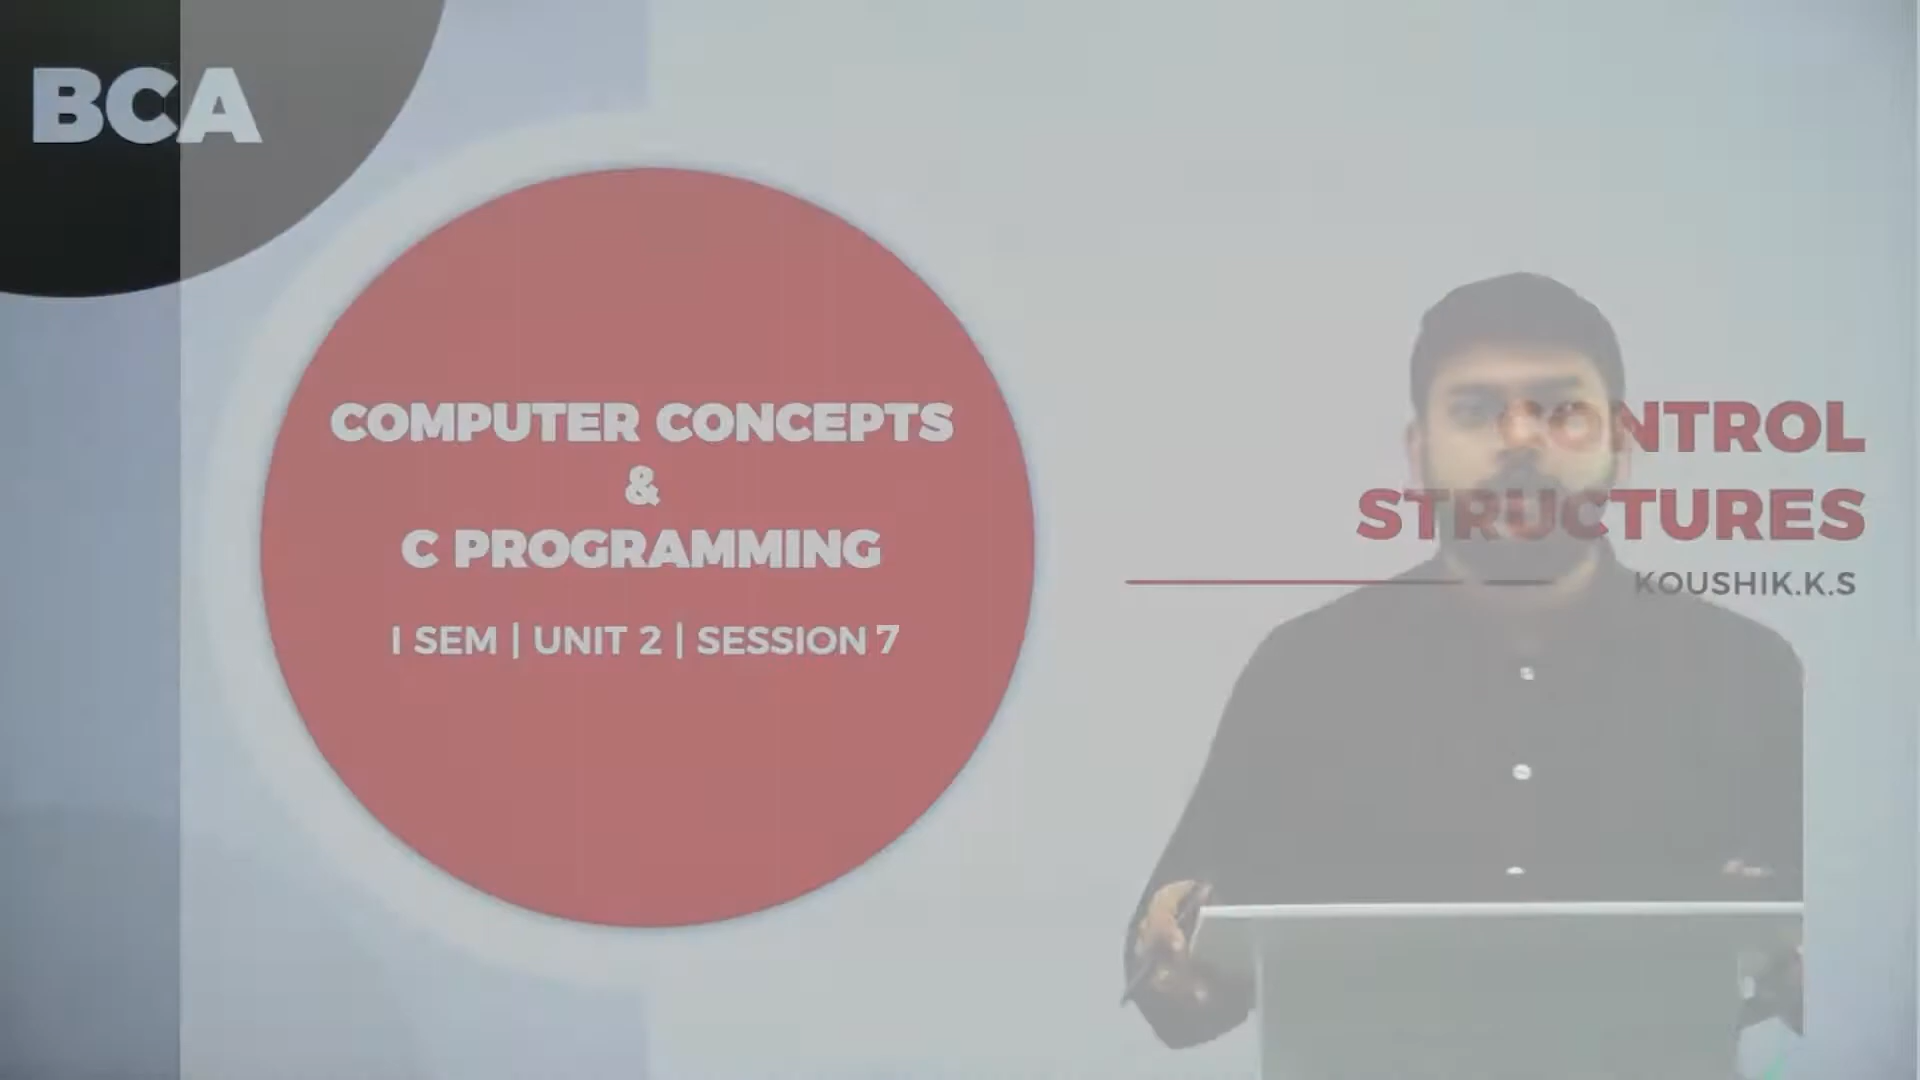 BCA
COMPUTER CONCEPTS
&
C PROGRAMMING
I SEM | UNIT 2 | SESSION 7
CONTROL
STRUCTURES
KOUSHIK.K.S